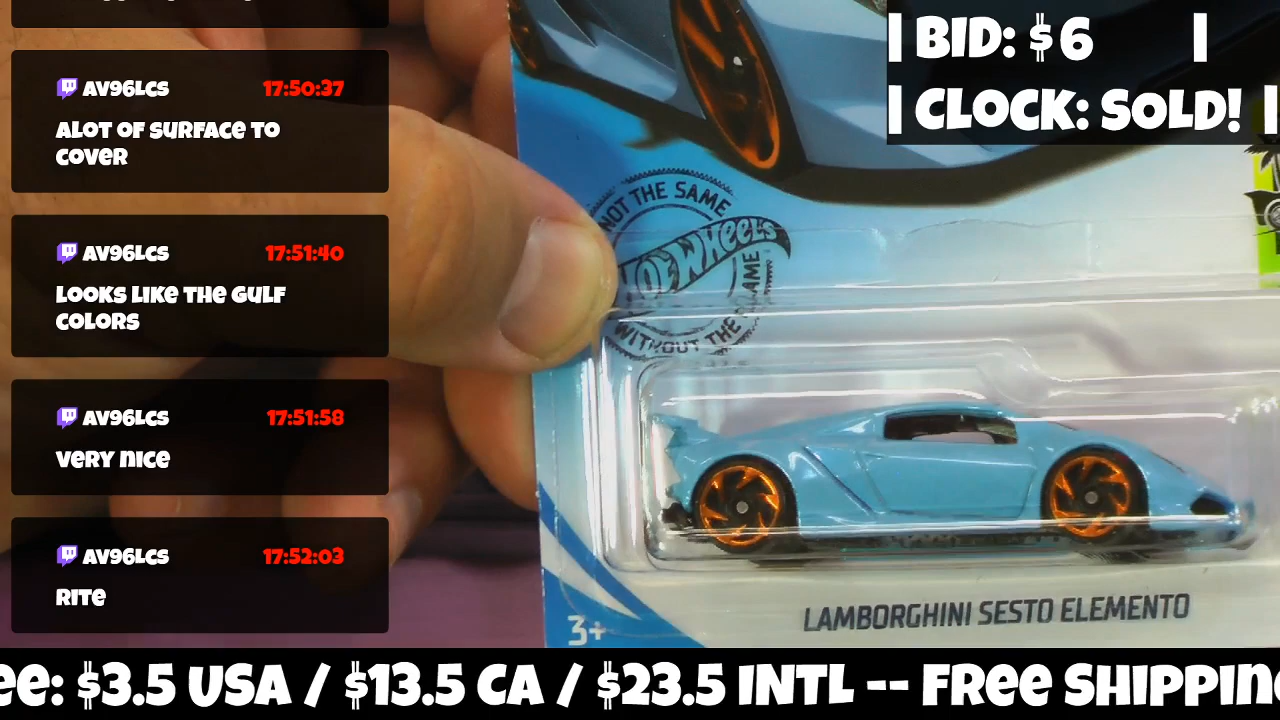 AV96LCS 17:50:37
ALOT OF SURFACE TO
COVER
AV96LCS 17:51:40
LOOKS LIKE THE GULF
COLORS
AV96LCS 17:51:58
VERY NICE
AV96LCS 17:52:03
RITE
| BID: $6 |
| CLOCK: SOLD! |
NOT THE SAME
WHEELS
WITHOUT THE
LAMBORGHINI SESTO ELEMENTO
3+
ee: $3.5 USA / $13.5 CA / $23.5 INTL -- FREE SHIPPIN